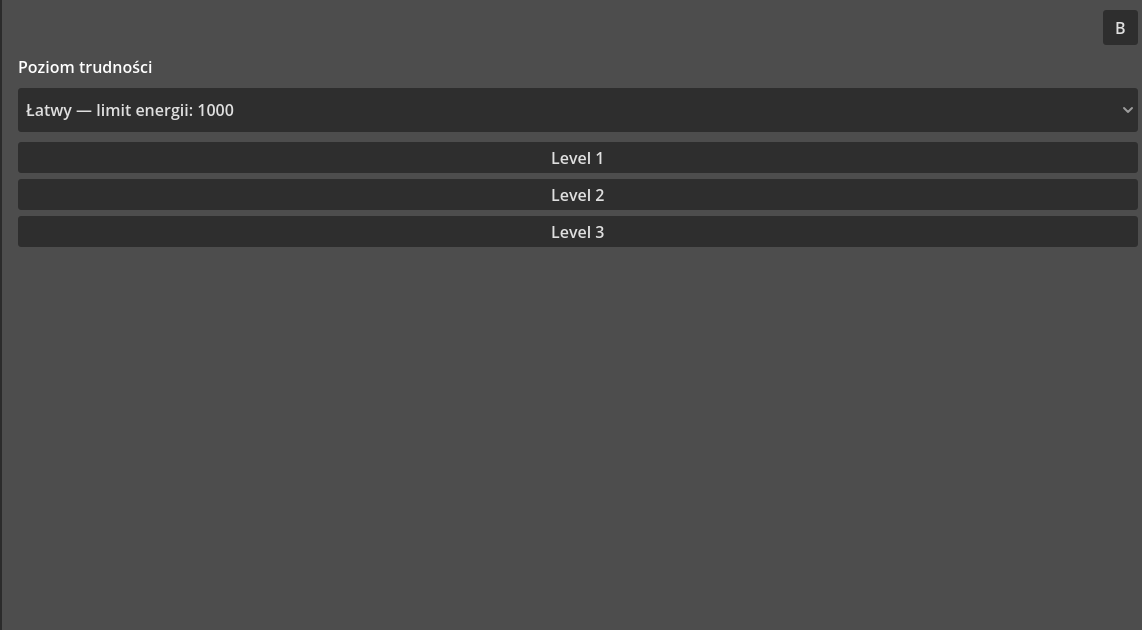 B
Poziom trudności
Łatwy — limit energii: 1000
Level 1
Level 2
Level 3